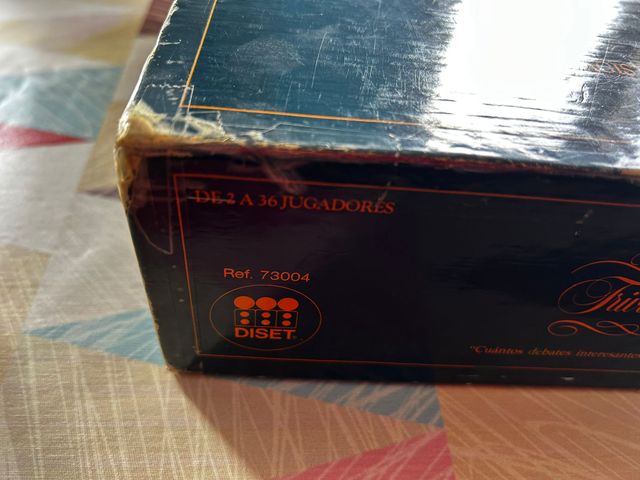 DE 2 A 36 JUGADORES
Ref. 73004
DISET
"Cuántos debates interesantes